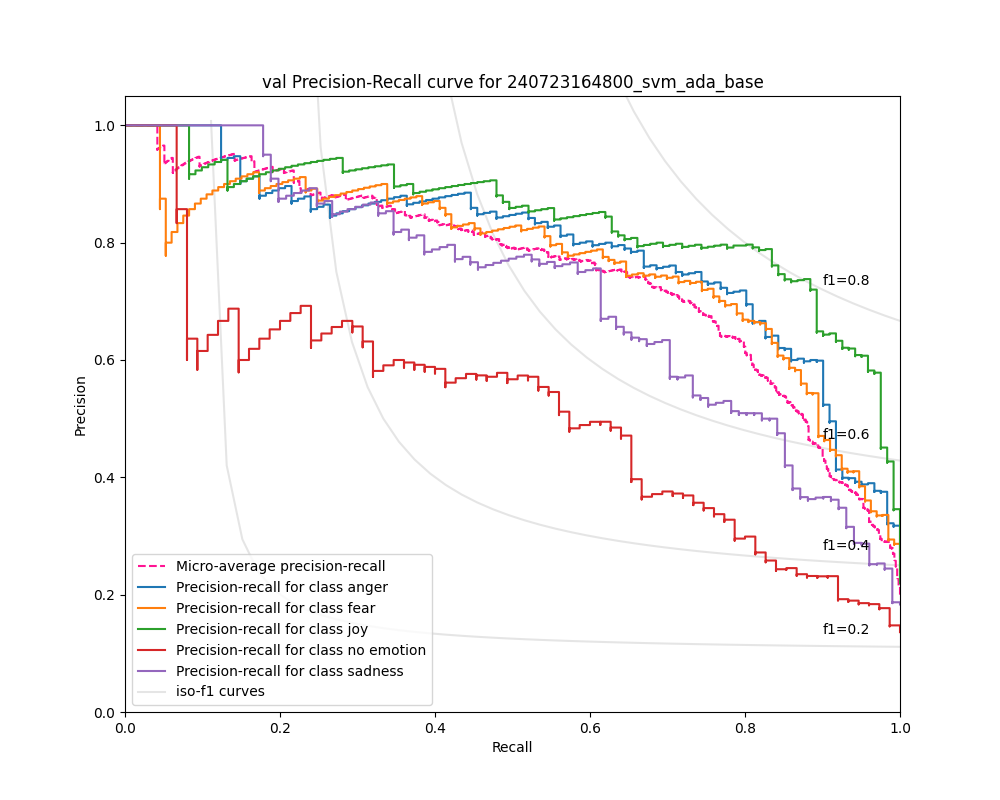 val Precision-Recall curve for 240723164800_svm_ada_base
1.0
0.8
0.6
0.4
0.2
0.0
Precision
f1=0.8
f1=0.6
f1=0.4
f1=0.2
Micro-average precision-recall
Precision-recall for class anger
Precision-recall for class fear
Precision-recall for class joy
Precision-recall for class no emotion
Precision-recall for class sadness
iso-f1 curves
0.0 0.2 0.4 0.6 0.8 1.0
Recall